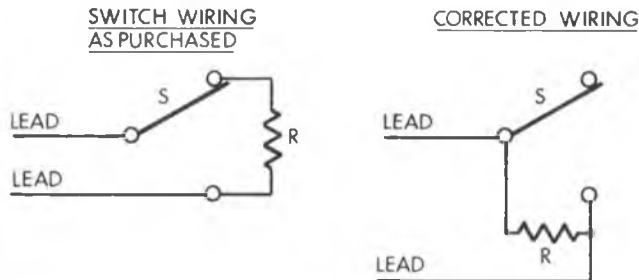 SWITCH WIRING
AS PURCHASED
S
LEAD
R
LEAD
CORRECTED WIRING
S
LEAD
R
LEAD